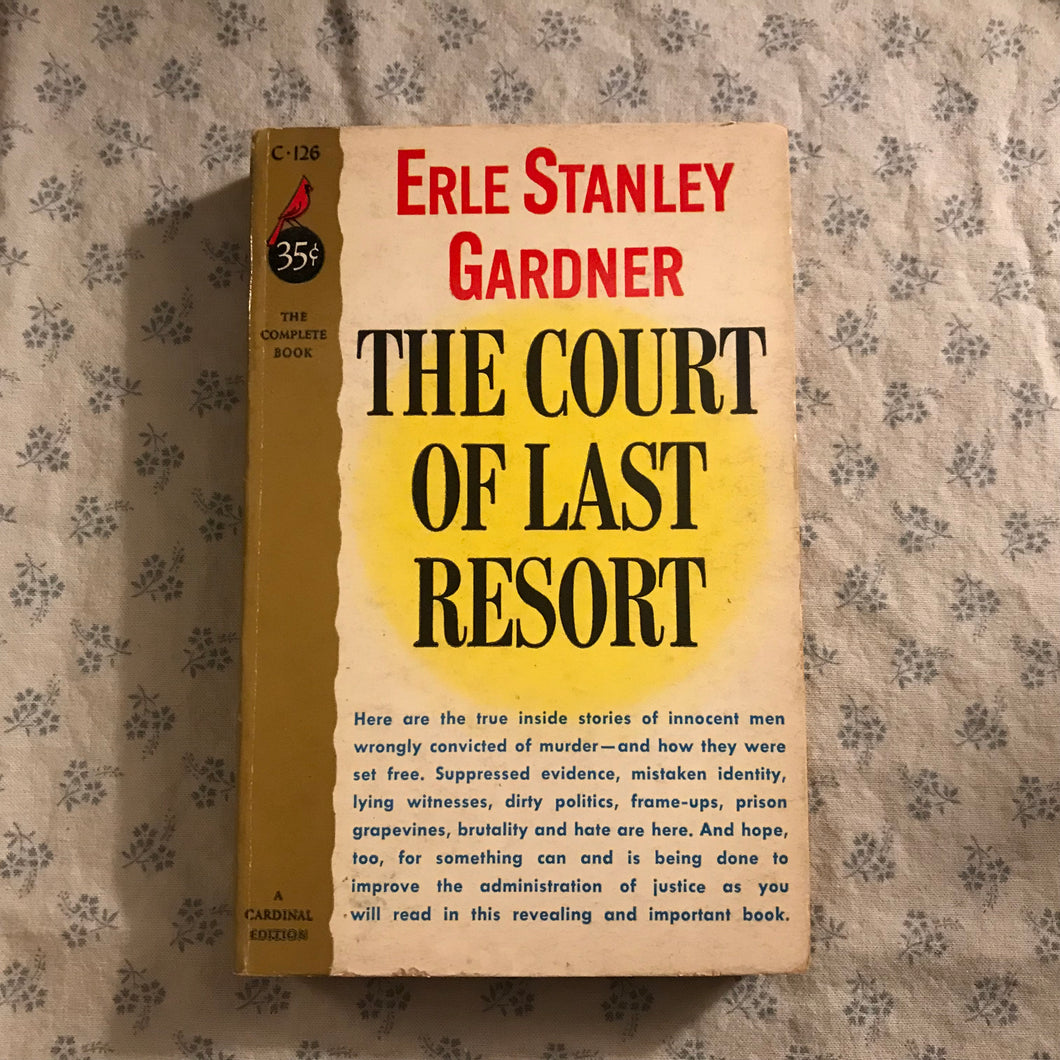 C·126
35¢
THE
COMPLETE
BOOK
ERLE STANLEY
GARDNER
THE COURT
OF LAST
RESORT
Here are the true inside stories of innocent men
wrongly convicted of murder—and how they were
set free. Suppressed evidence, mistaken identity,
lying witnesses, dirty politics, frame-ups, prison
grapevines, brutality and hate are here. And hope,
too, for something can and is being done to
improve the administration of justice as you
will read in this revealing and important book.
A
CARDINAL
EDITION